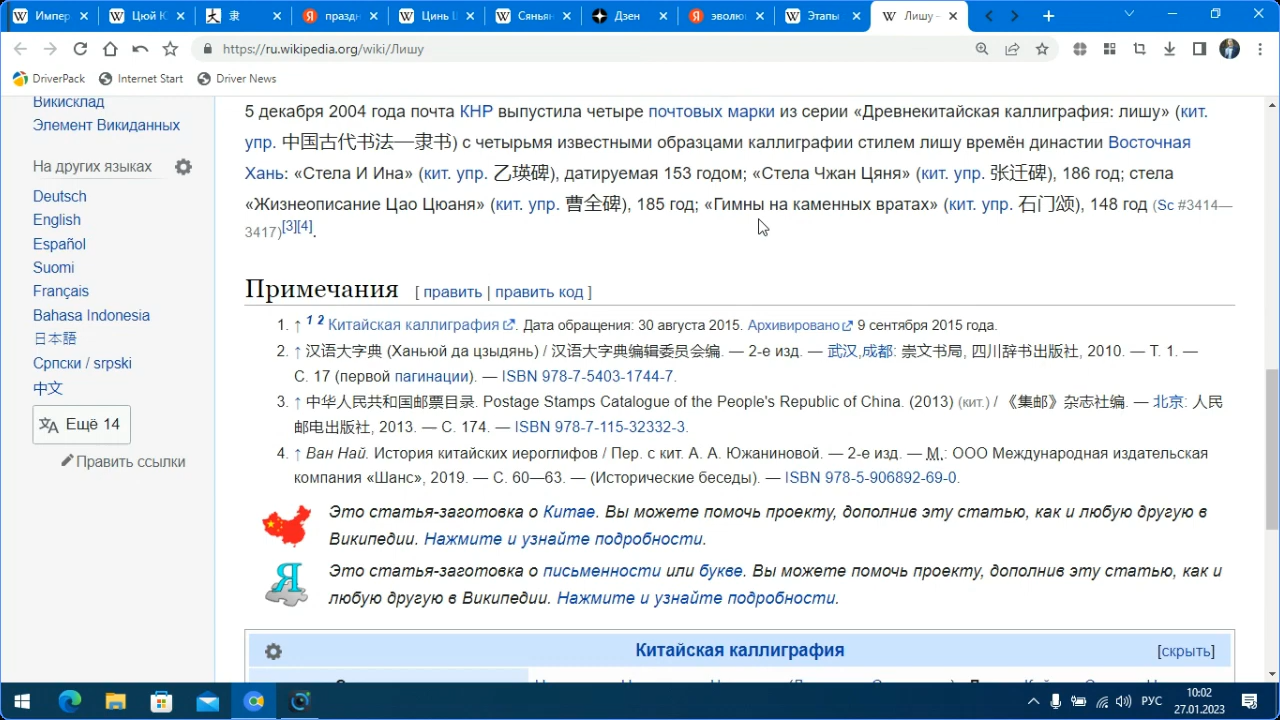 Импер
Цюй К
隶
праздн
Цинь Ш
Сяньян
Дзен
эволю
Этапы
Лишу –
https://ru.wikipedia.org/wiki/Лишу
DriverPack
Internet Start
Driver News
Викисклад
Элемент Викиданных
На других языках
Deutsch
English
Español
Suomi
Français
Bahasa Indonesia
日本語
Српски / srpski
中文
Ещё 14
Править ссылки
5 декабря 2004 года почта КНР выпустила четыре почтовых марки из серии «Древнекитайская каллиграфия: лишу» (кит.
упр. 中国古代书法—隶书) с четырьмя известными образцами каллиграфии стилем лишу времён династии Восточная
Хань: «Стела И Ина» (кит. упр. 乙瑛碑), датируемая 153 годом; «Стела Чжан Цяня» (кит. упр. 张迁碑), 186 год; стела
«Жизнеописание Цао Цюаня» (кит. упр. 曹全碑), 185 год; «Гимны на каменных вратах» (кит. упр. 石门颂), 148 год (Sc #3414—
3417)[3][4].
Примечания [ править | править код ]
1. ↑ 1 2 Китайская каллиграфия. Дата обращения: 30 августа 2015. Архивировано 9 сентября 2015 года.
2. ↑ 汉语大字典 (Ханьюй да цзыдянь) / 汉语大字典编辑委员会编. — 2-е изд. — 武汉,成都: 崇文书局, 四川辞书出版社, 2010. — Т. 1. —
С. 17 (первой пагинации). — ISBN 978-7-5403-1744-7.
3. ↑ 中华人民共和国邮票目录. Postage Stamps Catalogue of the People's Republic of China. (2013) (кит.) / 《集邮》杂志社编. — 北京: 人民
邮电出版社, 2013. — С. 174. — ISBN 978-7-115-32332-3.
4. ↑ Ван Най. История китайских иероглифов / Пер. с кит. А. А. Южаниновой. — 2-е изд. — М.: ООО Международная издательская
компания «Шанс», 2019. — С. 60—63. — (Исторические беседы). — ISBN 978-5-906892-69-0.
Это статья-заготовка о Китае. Вы можете помочь проекту, дополнив эту статью, как и любую другую в
Википедии. Нажмите и узнайте подробности.
Это статья-заготовка о письменности или букве. Вы можете помочь проекту, дополнив эту статью, как и
любую другую в Википедии. Нажмите и узнайте подробности.
Китайская каллиграфия [скрыть]
РУС
10:02
27.01.2023